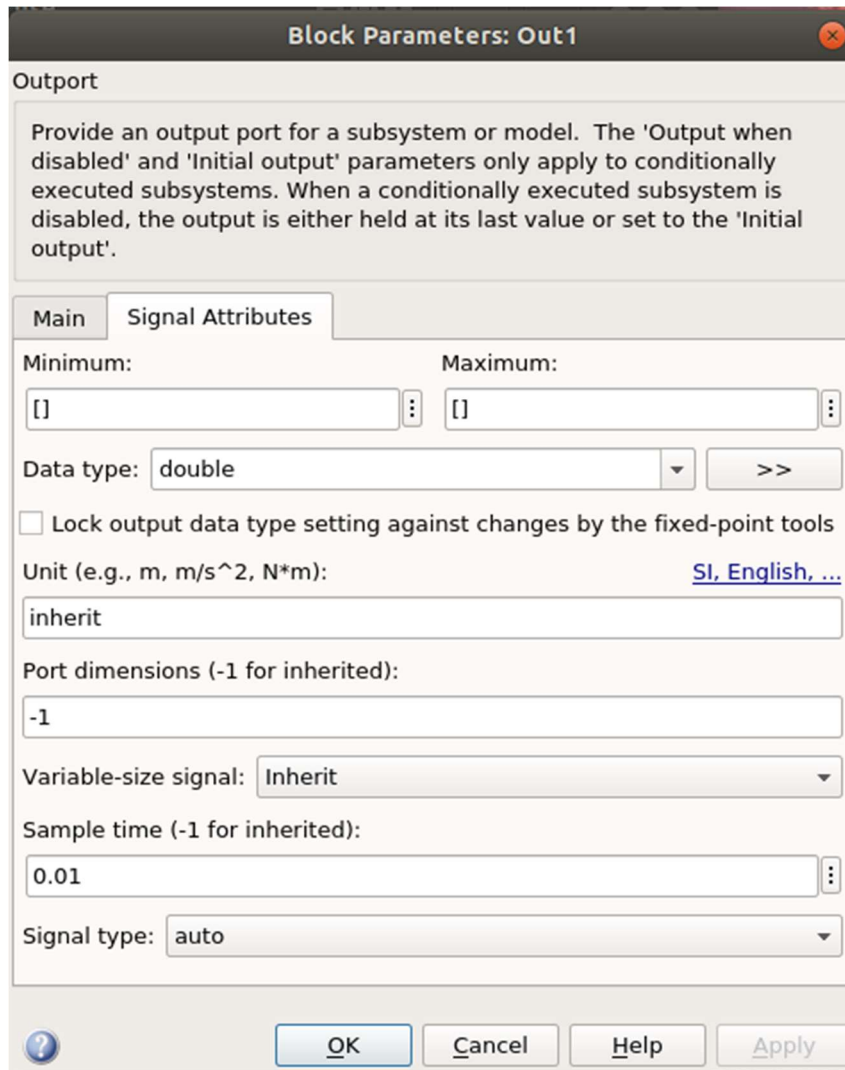 Block Parameters: Out1
Outport
Provide an output port for a subsystem or model. The 'Output when
disabled' and 'Initial output' parameters only apply to conditionally
executed subsystems. When a conditionally executed subsystem is
disabled, the output is either held at its last value or set to the 'Initial
output'.
Main Signal Attributes
Minimum: Maximum:
[] []
Data type: double >>
Lock output data type setting against changes by the fixed-point tools
Unit (e.g., m, m/s^2, N*m): SI, English, ...
inherit
Port dimensions (-1 for inherited):
-1
Variable-size signal: Inherit
Sample time (-1 for inherited):
0.01
Signal type: auto
? OK Cancel Help Apply